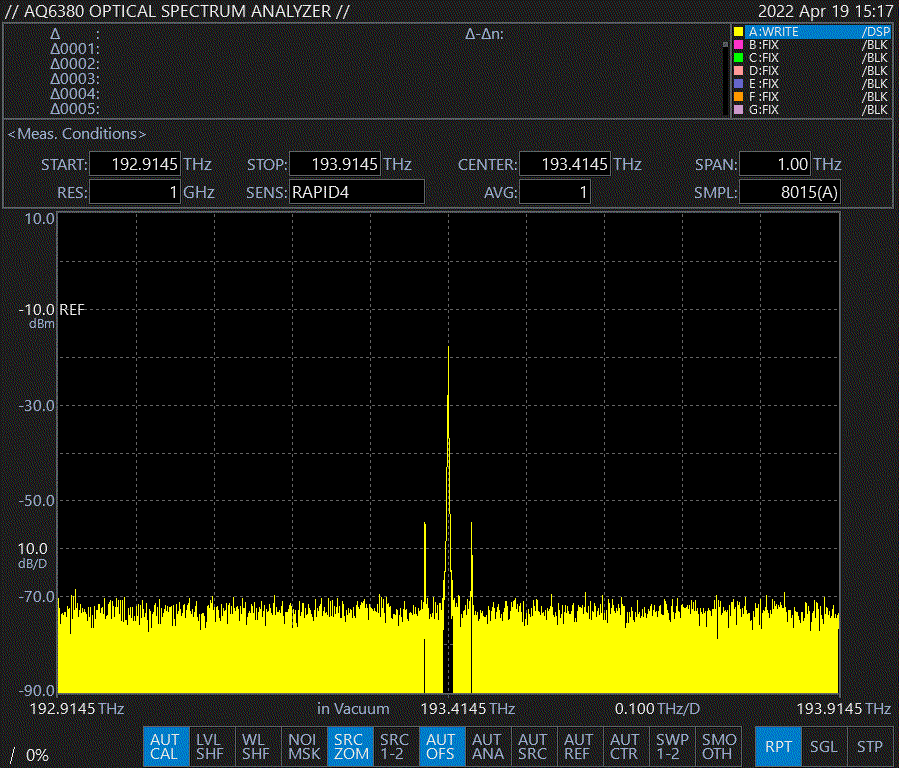 // AQ6380 OPTICAL SPECTRUM ANALYZER // 2022 Apr 19 15:17
Δ : Δ-Δn:
Δ0001:
Δ0002:
Δ0003:
Δ0004:
Δ0005:
A:WRITE /DSP
B:FIX /BLK
C:FIX /BLK
D:FIX /BLK
E:FIX /BLK
F:FIX /BLK
G:FIX /BLK
<Meas. Conditions>
START: 192.9145 THz STOP: 193.9145 THz CENTER: 193.4145 THz SPAN: 1.00 THz
RES: 1 GHz SENS: RAPID4 AVG: 1 SMPL: 8015(A)
10.0
-10.0 REF
dBm
-30.0
-50.0
10.0
dB/D
-70.0
-90.0
192.9145 THz in Vacuum 193.4145 THz 0.100 THz/D 193.9145 THz
/ 0%
AUT CAL
LVL SHF
WL SHF
NOI MSK
SRC ZOM
SRC 1-2
AUT OFS
AUT ANA
AUT SRC
AUT REF
AUT CTR
SWP 1-2
SMO OTH
RPT
SGL
STP